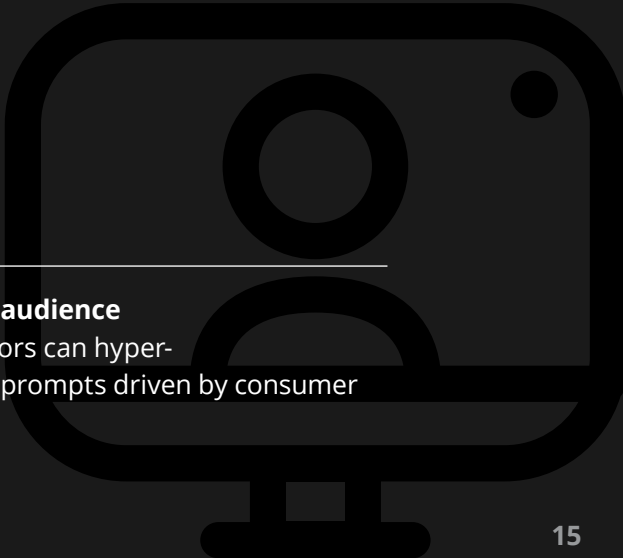 audience
ors can hyper-
prompts driven by consumer
15